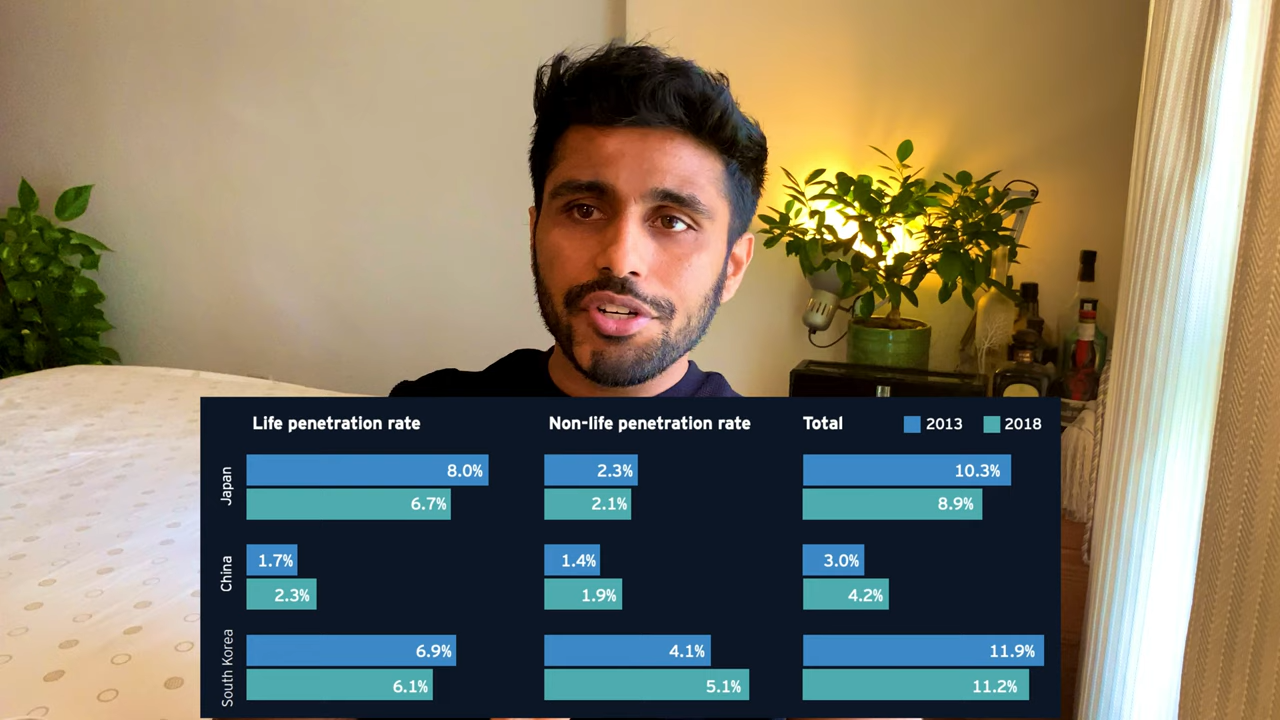 Life penetration rate Non-life penetration rate Total 2013 2018
Japan
8.0% 2.3% 10.3%
6.7% 2.1% 8.9%
China
1.7% 1.4% 3.0%
2.3% 1.9% 4.2%
South Korea
6.9% 4.1% 11.9%
6.1% 5.1% 11.2%